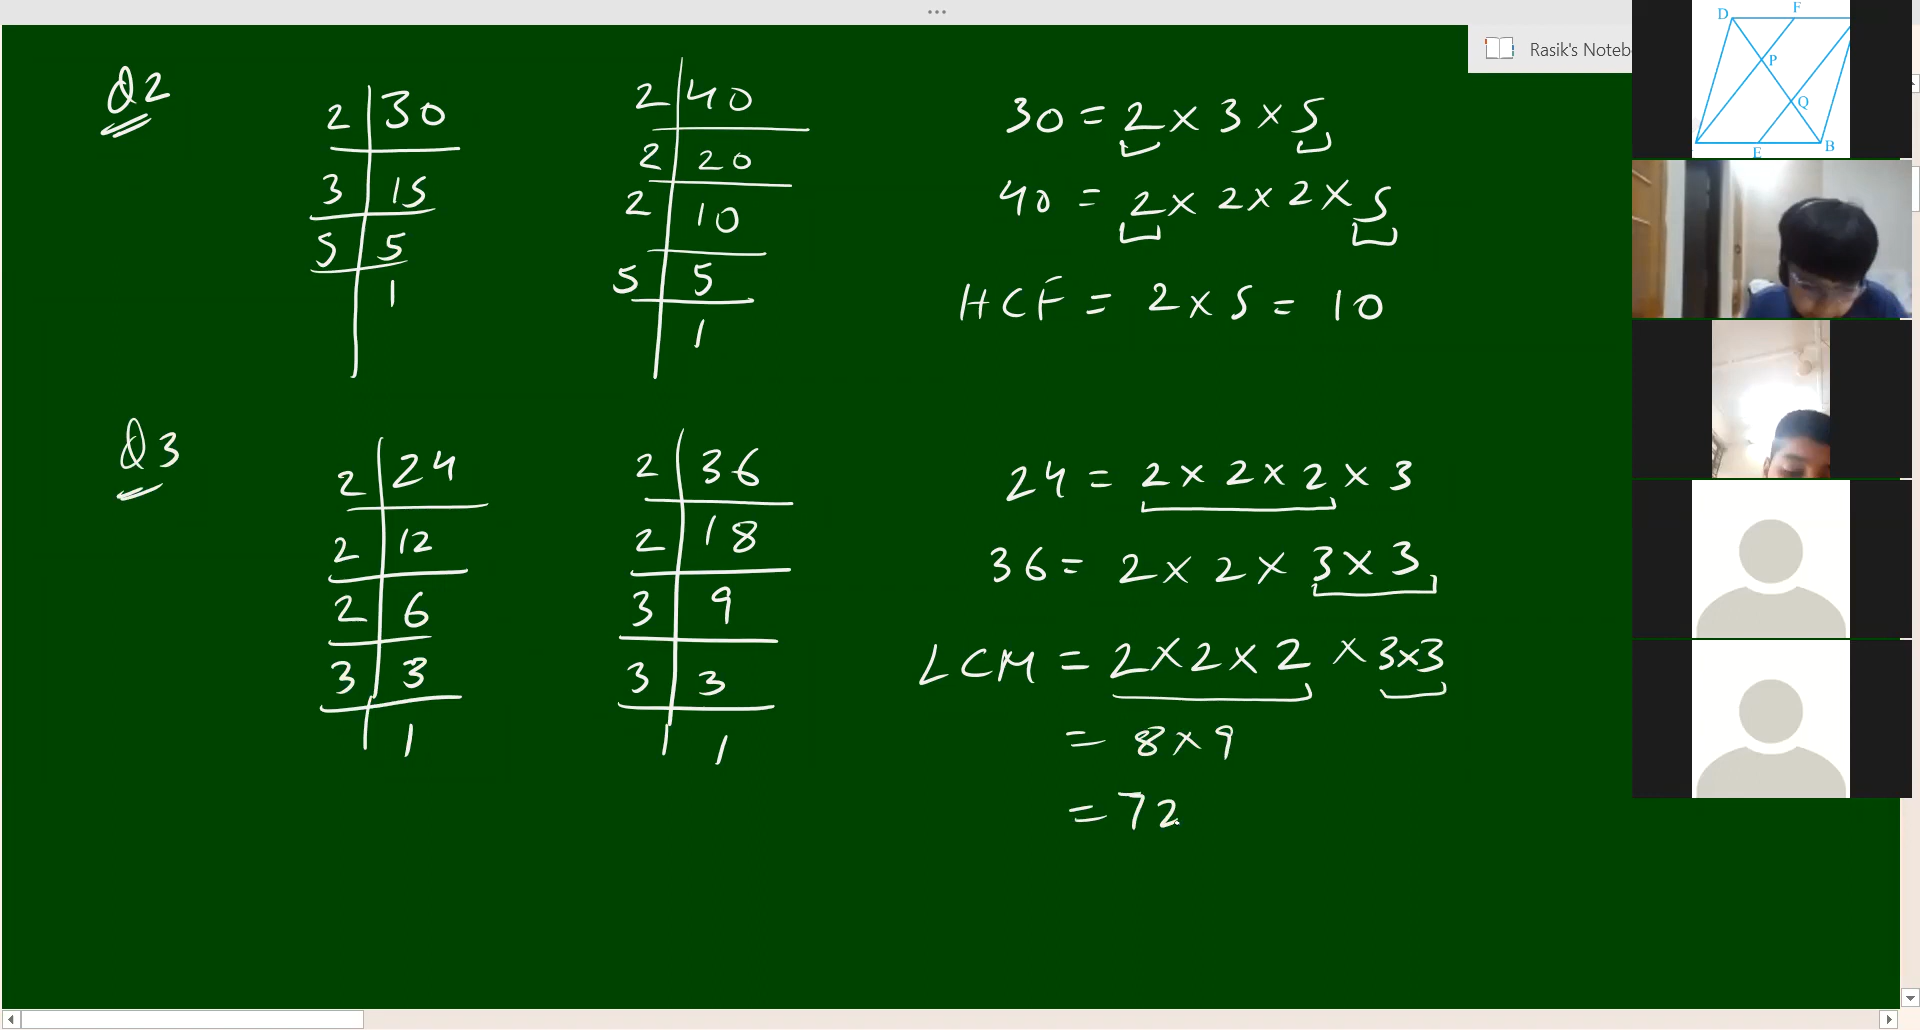 Rasik's Noteb
D F
P
Q
E B
Q2
2 | 30
3 | 15
5 | 5
1
2 | 40
2 | 20
2 | 10
5 | 5
1
30 = 2 × 3 × 5
40 = 2 × 2 × 2 × 5
HCF = 2 × 5 = 10
Q3
2 | 24
2 | 12
2 | 6
3 | 3
1
2 | 36
2 | 18
3 | 9
3 | 3
1
24 = 2 × 2 × 2 × 3
36 = 2 × 2 × 3 × 3
LCM = 2 × 2 × 2 × 3 × 3
= 8 × 9
= 72